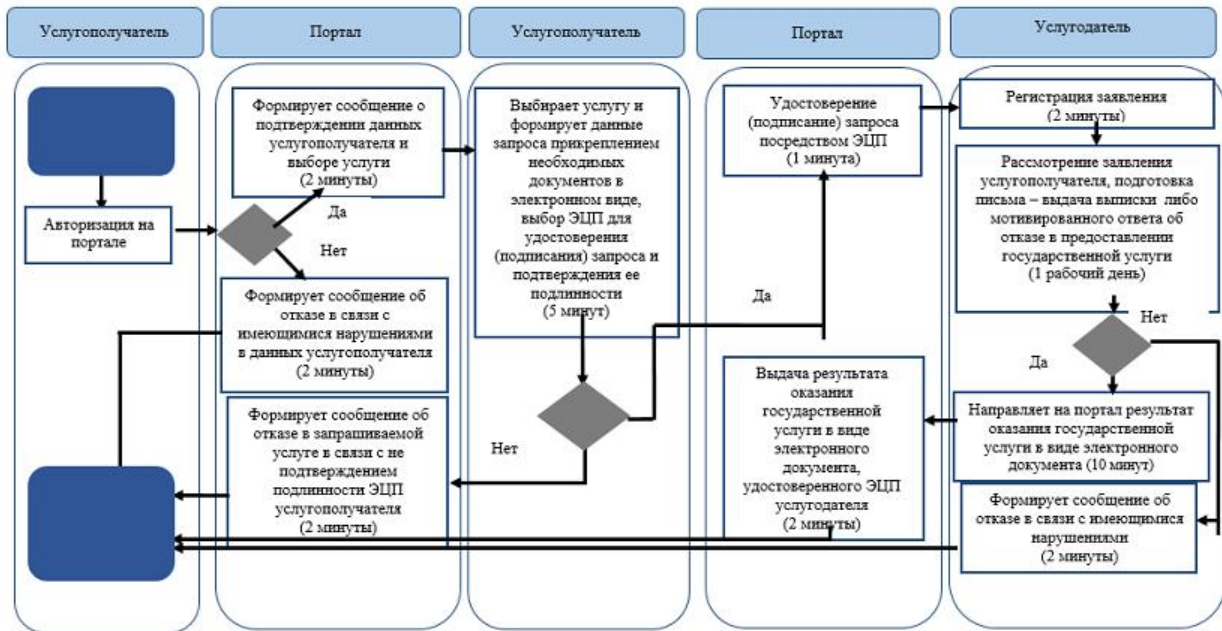 Услугополучатель
Портал
Услугополучатель
Портал
Услугодатель
Авторизация на
портале
Формирует сообщение о
подтверждении данных
услугополучателя и
выборе услуги
(2 минуты)
Да
Нет
Формирует сообщение об
отказе в связи с
имеющимися нарушениями
в данных услугополучателя
(2 минуты)
Формирует сообщение об
отказе в запрашиваемой
услуге в связи с не
подтверждением
подлинности ЭЦП
услугополучателя
(2 минуты)
Выбирает услугу и
формирует данные
запроса прикреплением
необходимых
документов в
электронном виде,
выбор ЭЦП для
удостоверения
(подписания) запроса и
подтверждения ее
подлинности
(5 минут)
Нет
Да
Удостоверение
(подписание) запроса
посредством ЭЦП
(1 минута)
Выдача результата
оказания
государственной
услуги в виде
электронного
документа,
удостоверенного ЭЦП
услугодателя
(2 минуты)
Регистрация заявления
(2 минуты)
Рассмотрение заявления
услугополучателя, подготовка
письма – выдача выписки либо
мотивированного ответа об
отказе в предоставлении
государственной услуги
(1 рабочий день)
Нет
Да
Направляет на портал результат
оказания государственной
услуги в виде электронного
документа (10 минут)
Формирует сообщение об
отказе в связи с имеющимися
нарушениями
(2 минуты)